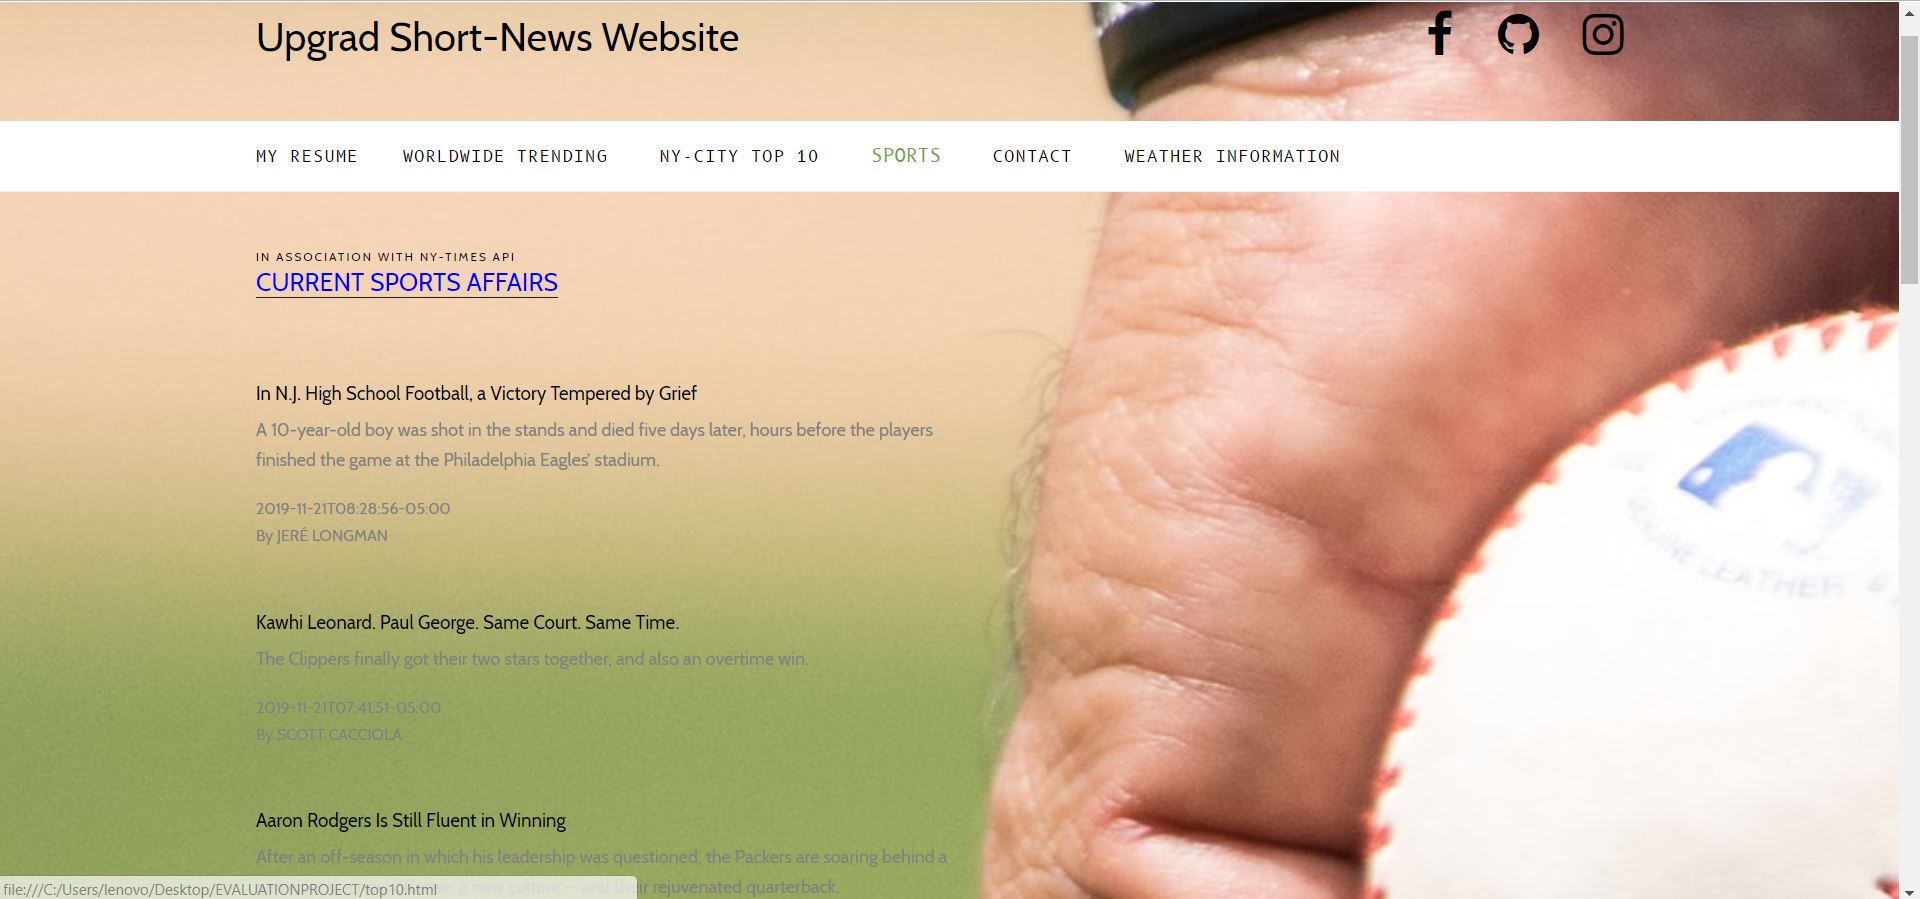 Upgrad Short-News Website
MY RESUME WORLDWIDE TRENDING NY-CITY TOP 10 SPORTS CONTACT WEATHER INFORMATION
IN ASSOCIATION WITH NY-TIMES API
CURRENT SPORTS AFFAIRS
In N.J. High School Football, a Victory Tempered by Grief
A 10-year-old boy was shot in the stands and died five days later, hours before the players
finished the game at the Philadelphia Eagles' stadium.
2019-11-21T08:28:56-05:00
By JERÉ LONGMAN
Kawhi Leonard. Paul George. Same Court. Same Time.
The Clippers finally got their two stars together, and also an overtime win.
2019-11-21T07:41:51-05:00
By SCOTT CACCIOLA
Aaron Rodgers Is Still Fluent in Winning
After an off-season in which his leadership was questioned, the Packers are soaring behind a
a new culture — and their rejuvenated quarterback.
file:///C:/Users/lenovo/Desktop/EVALUATIONPROJECT/top10.html
LEATHER